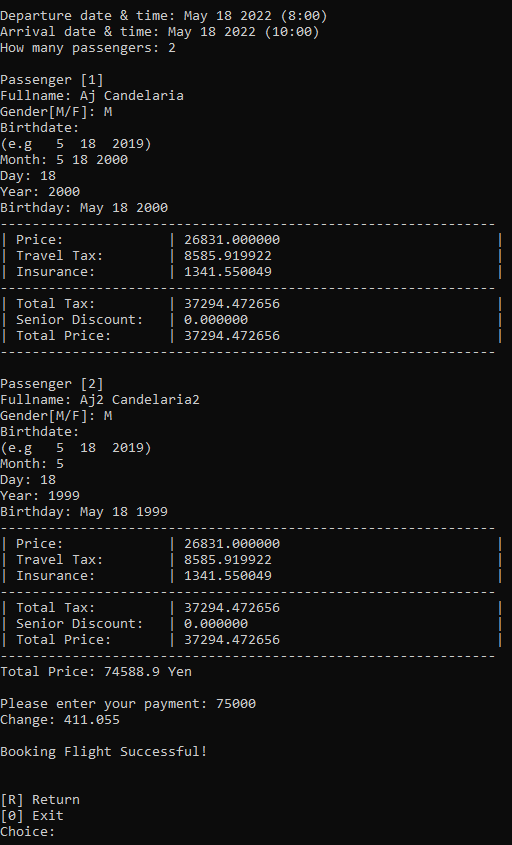 Departure date & time: May 18 2022 (8:00)
Arrival date & time: May 18 2022 (10:00)
How many passengers: 2
Passenger [1]
Fullname: Aj Candelaria
Gender[M/F]: M
Birthdate:
(e.g   5  18  2019)
Month: 5 18 2000
Day: 18
Year: 2000
Birthday: May 18 2000
--------------------------------------------------------------
| Price:             | 26831.000000                           |
| Travel Tax:        | 8585.919922                            |
| Insurance:         | 1341.550049                            |
--------------------------------------------------------------
| Total Tax:         | 37294.472656                           |
| Senior Discount:   | 0.000000                               |
| Total Price:       | 37294.472656                           |
--------------------------------------------------------------
Passenger [2]
Fullname: Aj2 Candelaria2
Gender[M/F]: M
Birthdate:
(e.g   5  18  2019)
Month: 5
Day: 18
Year: 1999
Birthday: May 18 1999
--------------------------------------------------------------
| Price:             | 26831.000000                           |
| Travel Tax:        | 8585.919922                            |
| Insurance:         | 1341.550049                            |
--------------------------------------------------------------
| Total Tax:         | 37294.472656                           |
| Senior Discount:   | 0.000000                               |
| Total Price:       | 37294.472656                           |
--------------------------------------------------------------
Total Price: 74588.9 Yen
Please enter your payment: 75000
Change: 411.055
Booking Flight Successful!
[R] Return
[0] Exit
Choice: